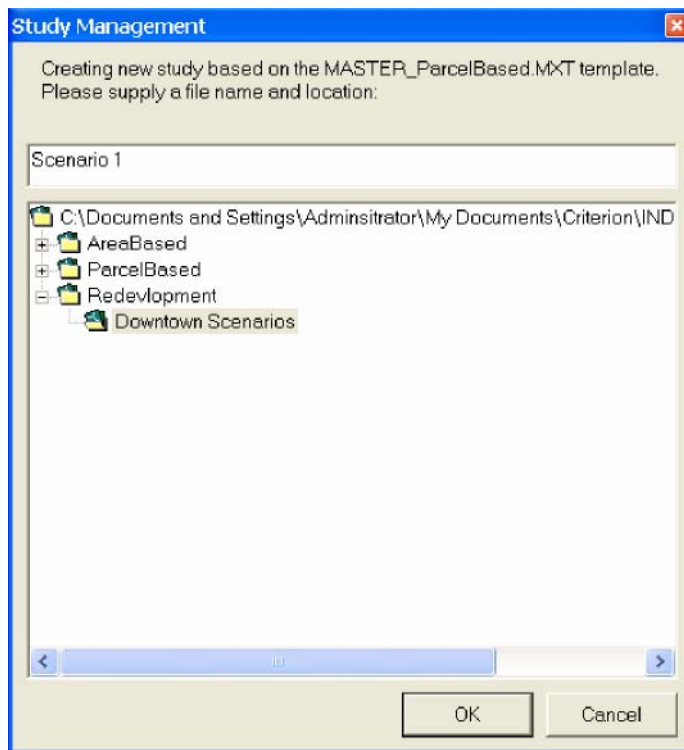 Study Management
Creating new study based on the MASTER_ParcelBased.MXT template.
Please supply a file name and location:
Scenario 1
C:\Documents and Settings\Adminsitrator\My Documents\Criterion\IND
AreaBased
ParcelBased
Redevlopment
Downtown Scenarios
OK
Cancel